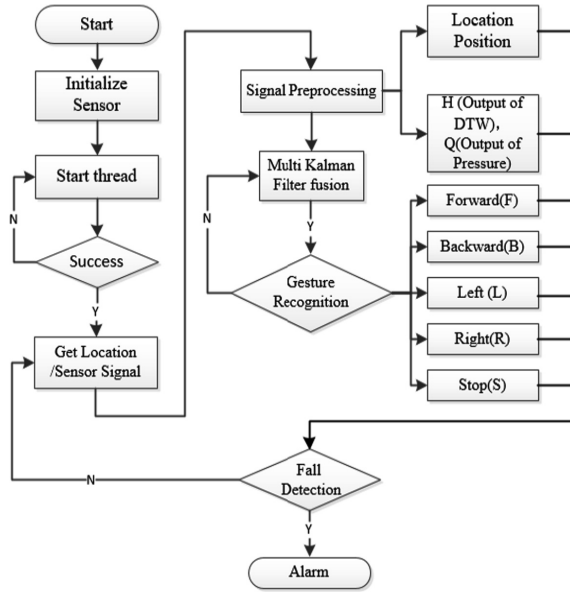 Start
Initialize
Sensor
Start thread
N
Success
Y
Get Location
/Sensor Signal
Signal Preprocessing
Multi Kalman
Filter fusion
N
Y
Gesture
Recognition
Location
Position
H (Output of
DTW),
Q(Output of
Pressure)
Forward(F)
Backward(B)
Left (L)
Right(R)
Stop(S)
Fall
Detection
N
Y
Alarm